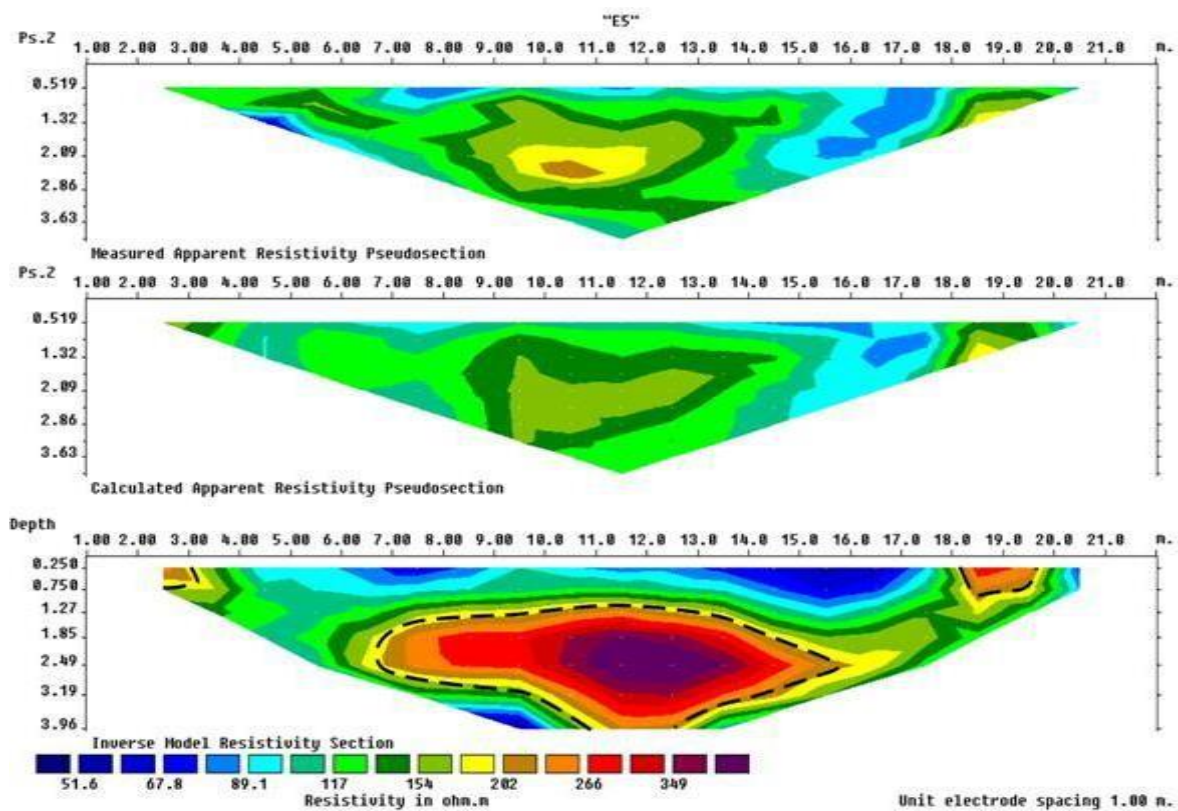 "E5"
Ps.Z 1.00 2.00 3.00 4.00 5.00 6.00 7.00 8.00 9.00 10.0 11.0 12.0 13.0 14.0 15.0 16.0 17.0 18.0 19.0 20.0 21.0 m.
0.519
1.32
2.09
2.86
3.63
Measured Apparent Resistivity Pseudosection
Ps.Z 1.00 2.00 3.00 4.00 5.00 6.00 7.00 8.00 9.00 10.0 11.0 12.0 13.0 14.0 15.0 16.0 17.0 18.0 19.0 20.0 21.0 m.
0.519
1.32
2.09
2.86
3.63
Calculated Apparent Resistivity Pseudosection
Depth
1.00 2.00 3.00 4.00 5.00 6.00 7.00 8.00 9.00 10.0 11.0 12.0 13.0 14.0 15.0 16.0 17.0 18.0 19.0 20.0 21.0 m.
0.250
0.750
1.27
1.85
2.49
3.19
3.96
Inverse Model Resistivity Section
51.6 67.8 89.1 117 154 202 266 349
Resistivity in ohm.m Unit electrode spacing 1.00 m.